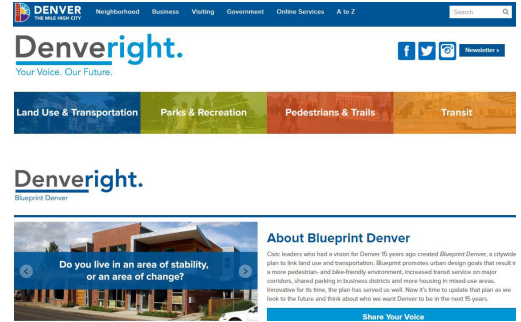 DENVER
THE MILE HIGH CITY
Neighborhood Business Visiting Government Online Services A to Z
Search
Denveright.
Your Voice. Our Future.
Newsletter »
Land Use & Transportation
Parks & Recreation
Pedestrians & Trails
Transit
Denveright.
Blueprint Denver
Do you live in an area of stability,
or an area of change?
About Blueprint Denver
Civic leaders who had a vision for Denver 15 years ago created Blueprint Denver, a citywide
plan to link land use and transportation. Blueprint promotes urban design goals that result in
a more pedestrian- and bike-friendly environment, increased transit service on major
corridors, shared parking in business districts and more housing in mixed-use areas.
Innovative for its time, the plan has served us well. Now it's time to update that plan as we
look to the future and think about who we want Denver to be in the next 15 years.
Share Your Voice